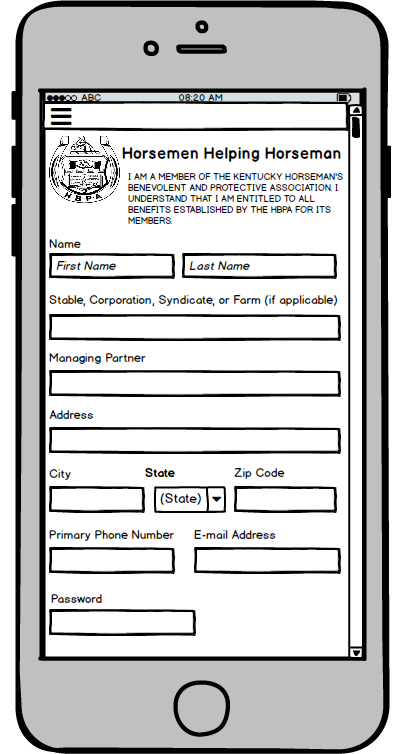 ABC 08:20 AM
Horsemen Helping Horseman
I AM A MEMBER OF THE KENTUCKY HORSEMAN'S
BENEVOLENT AND PROTECTIVE ASSOCIATION. I
UNDERSTAND THAT I AM ENTITLED TO ALL
BENEFITS ESTABLISHED BY THE HBPA FOR ITS
MEMBERS.
HBPA
Name
First Name Last Name
Stable, Corporation, Syndicate, or Farm (if applicable)
Managing Partner
Address
City State Zip Code
(State)
Primary Phone Number E-mail Address
Password